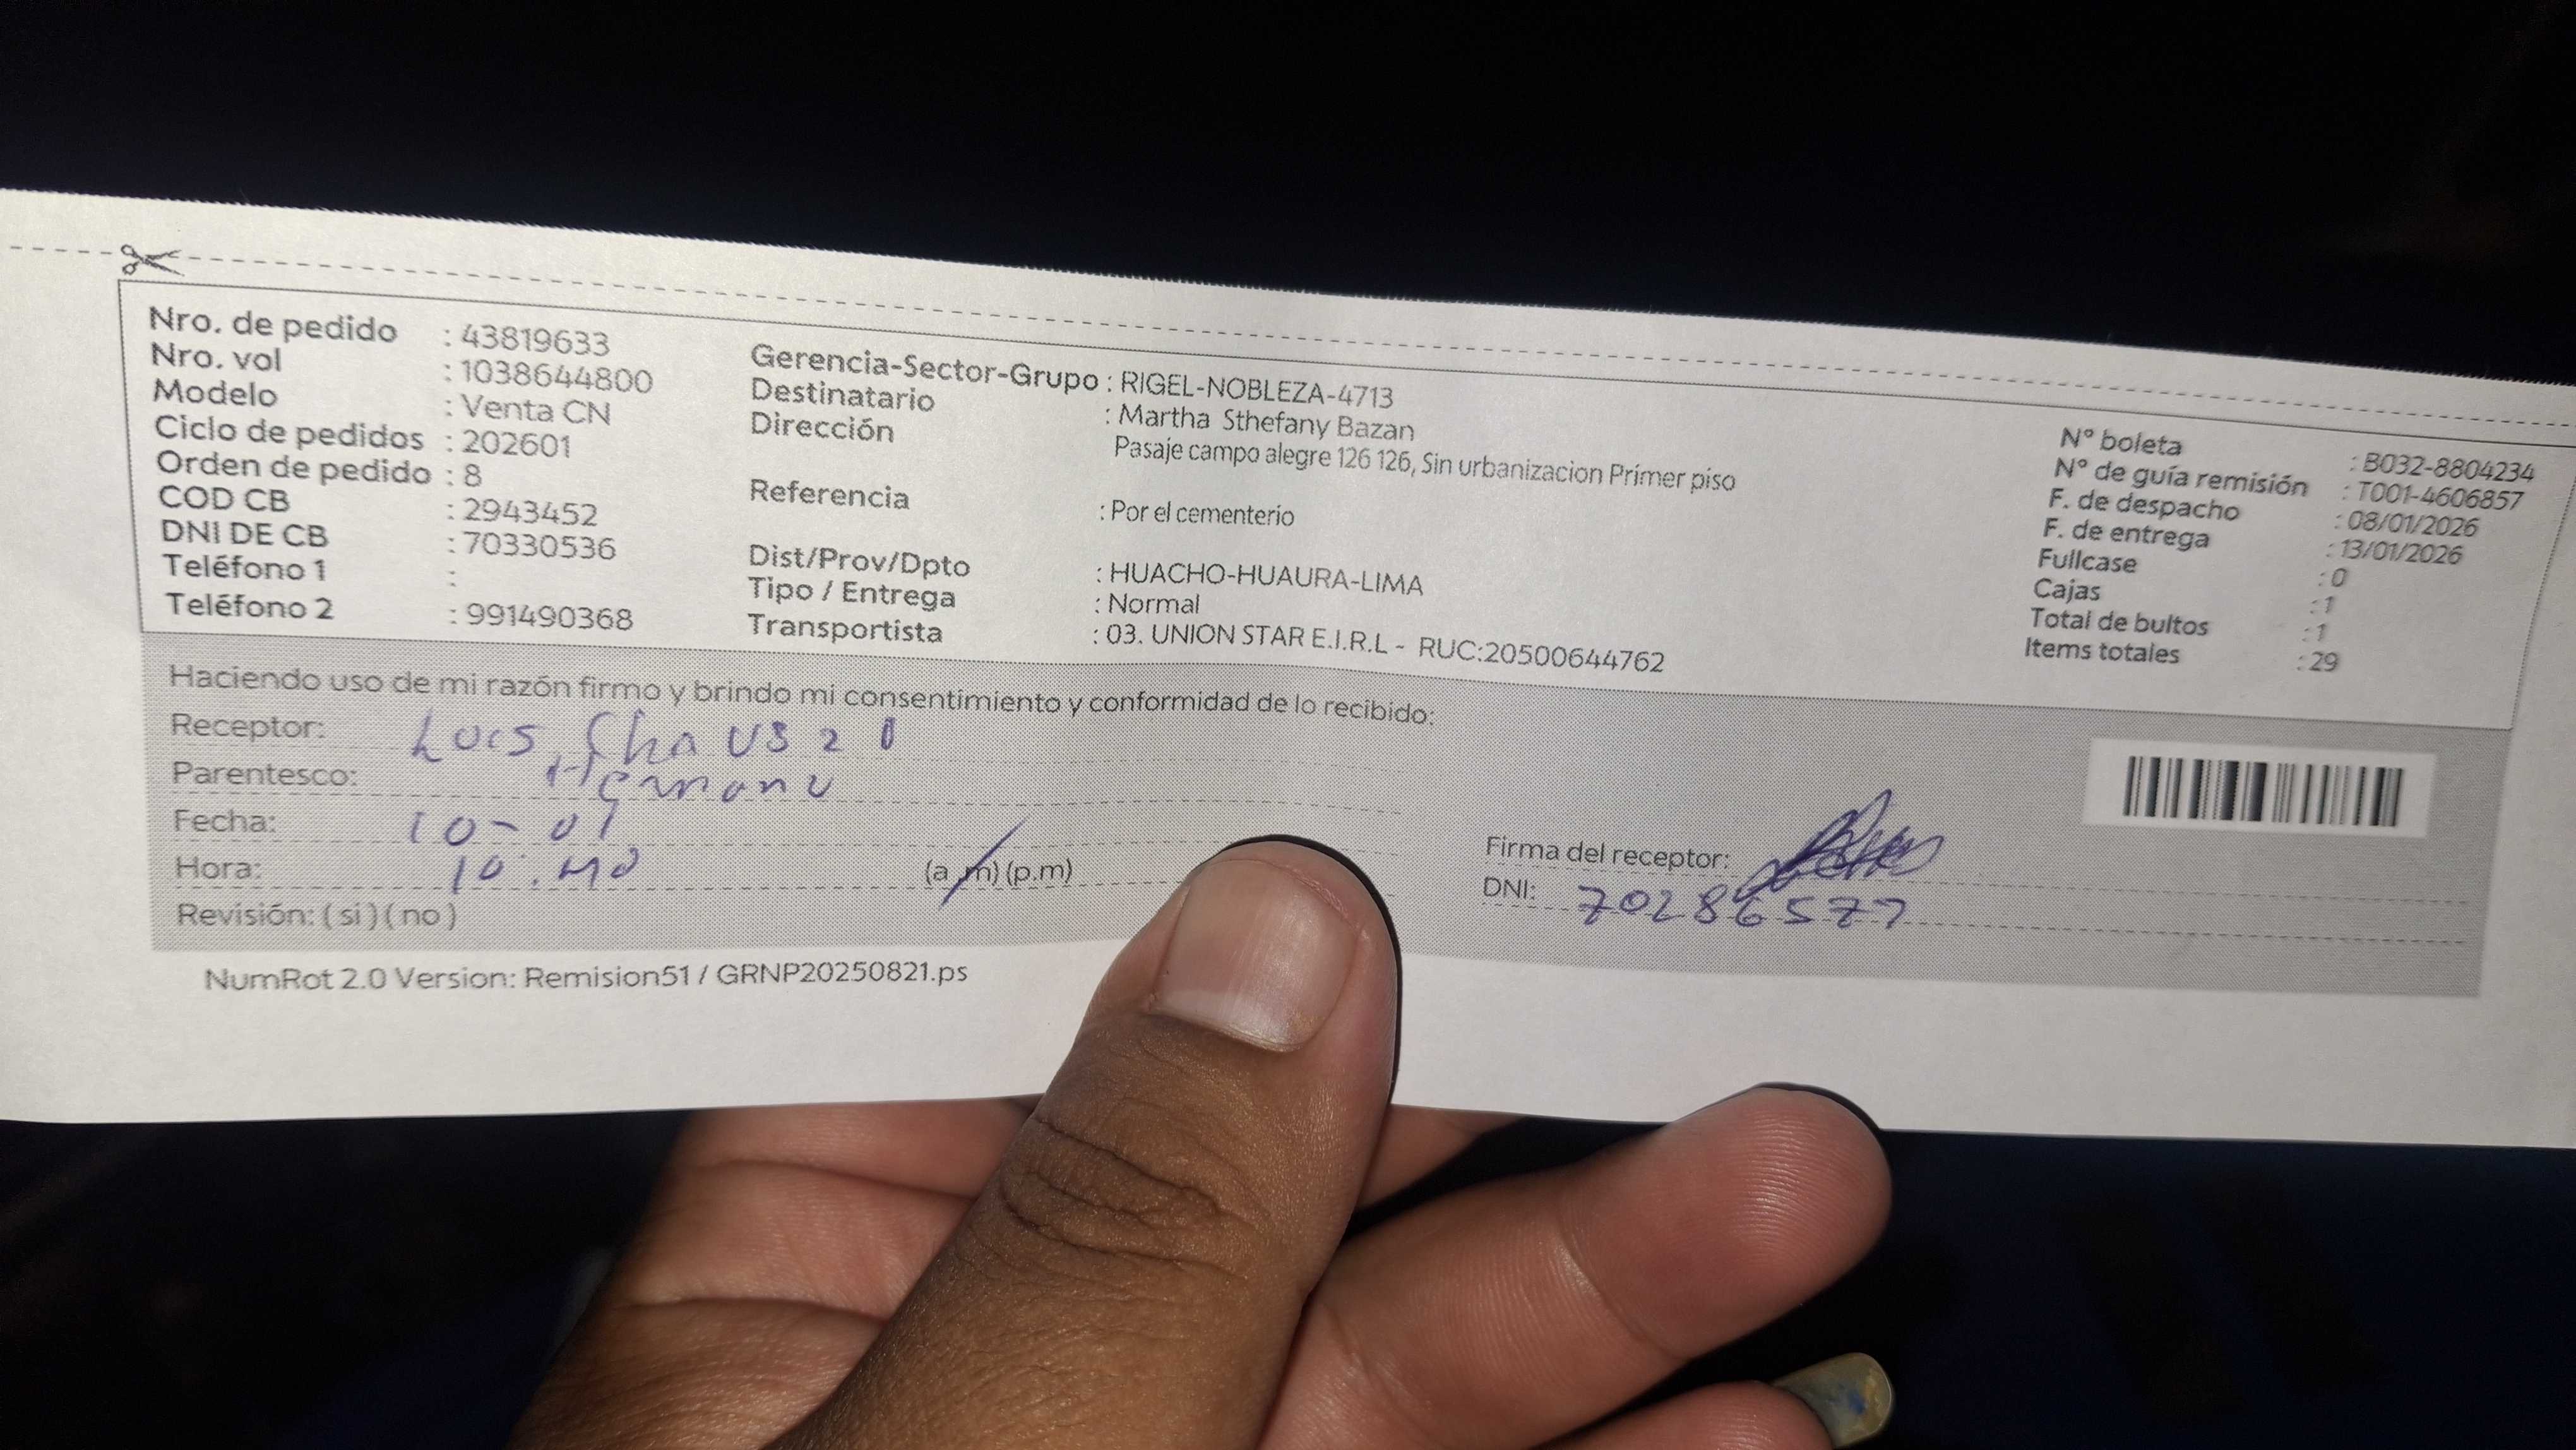 Nro. de pedido : 43819633
Nro. vol : 1038644800
Modelo : Venta CN
Ciclo de pedidos : 202601
Orden de pedido : 8
COD CB : 2943452
DNI DE CB : 70330536
Teléfono 1 :
Teléfono 2 : 991490368
Gerencia-Sector-Grupo : RIGEL-NOBLEZA-4713
Destinatario : Martha Sthefany Bazan
Dirección Pasaje campo alegre 126 126, Sin urbanizacion Primer piso
Referencia : Por el cementerio
Dist/Prov/Dpto : HUACHO-HUAURA-LIMA
Tipo / Entrega : Normal
Transportista : 03. UNION STAR E.I.R.L - RUC:20500644762
N° boleta : B032-8804234
N° de guía remisión : T001-4606857
F. de despacho : 08/01/2026
F. de entrega : 13/01/2026
Fullcase : 0
Cajas : 1
Total de bultos : 1
Items totales : 29
Haciendo uso de mi razón firmo y brindo mi consentimiento y conformidad de lo recibido:
Receptor: Luis
Parentesco:
Fecha: 10-01
Hora: 10:40 (a.m) (p.m)
Revisión: ( si ) ( no )
Firma del receptor:
DNI: 70286577
NumRot 2.0 Version: Remision51 / GRNP20250821.ps